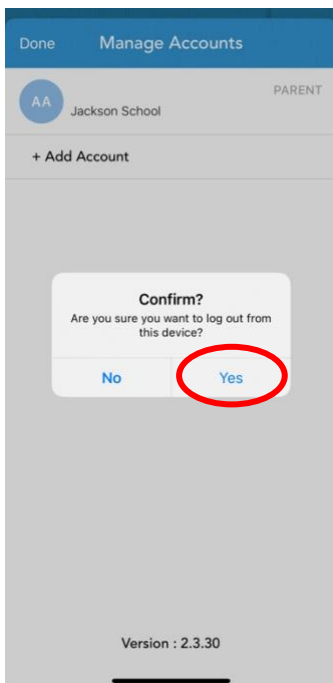 Done Manage Accounts
AA PARENT
Jackson School
+ Add Account
Confirm?
Are you sure you want to log out from
this device?
No Yes
Version : 2.3.30